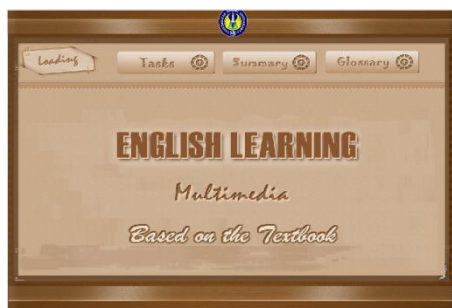 Loading
Tasks
Summary
Glossary
ENGLISH LEARNING
Multimedia
Based on the Textbook